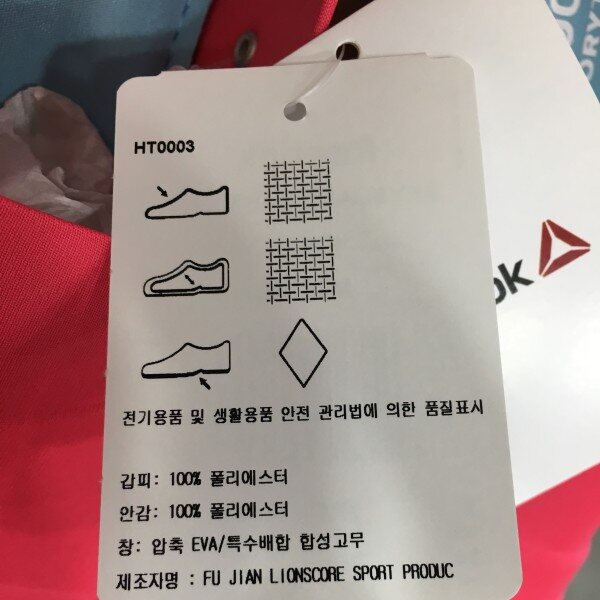 HT0003
전기용품 및 생활용품 안전 관리법에 의한 품질표시
갑피: 100% 폴리에스터
안감: 100% 폴리에스터
창: 압축 EVA/특수배합 합성고무
제조자명 : FU JIAN LIONSCORE SPORT PRODUC